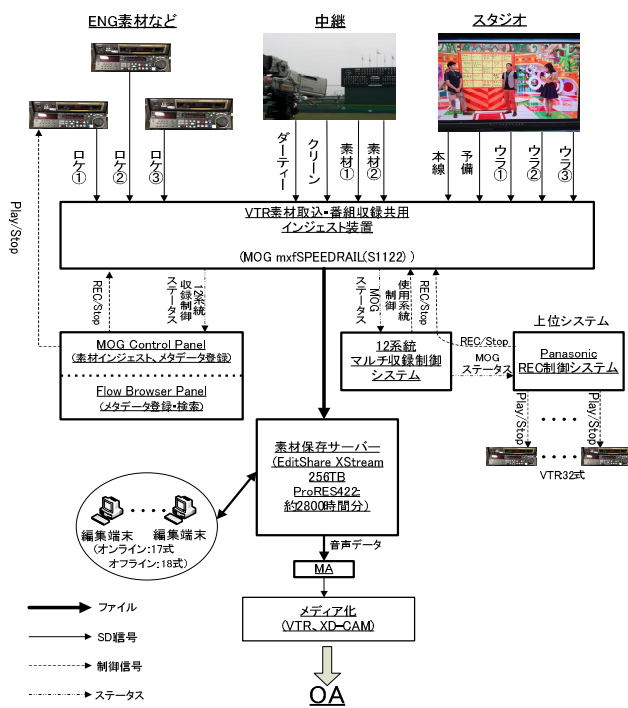 ENG素材など
中継
スタジオ
ロケ①
ロケ②
ロケ③
ダーティー
クリーン
素材①
素材②
本線
予備
ウラ①
ウラ②
ウラ③
Play/Stop
VTR素材取込・番組収録共用
インジェスト装置
(MOG mxfSPEEDRAIL(S1122))
REC/Stop
12系統
収録制御
ステータス
MOG
ステータス
使用系統
制御
REC/Stop
MOG Control Panel
(素材インジェスト、メタデータ登録)
Flow Browser Panel
(メタデータ登録・検索)
12系統
マルチ収録制御
システム
REC/Stop
MOG
ステータス
上位システム
Panasonic
REC制御システム
Play/Stop
Play/Stop
VTR32式
素材保存サーバー
(EditShare XStream
256TB
ProRES422-
約2800時間分)
編集端末
編集端末
(オンライン:17式
オフライン:18式)
音声データ
MA
メディア化
(VTR、XD-CAM)
OA
ファイル
SDI信号
制御信号
ステータス